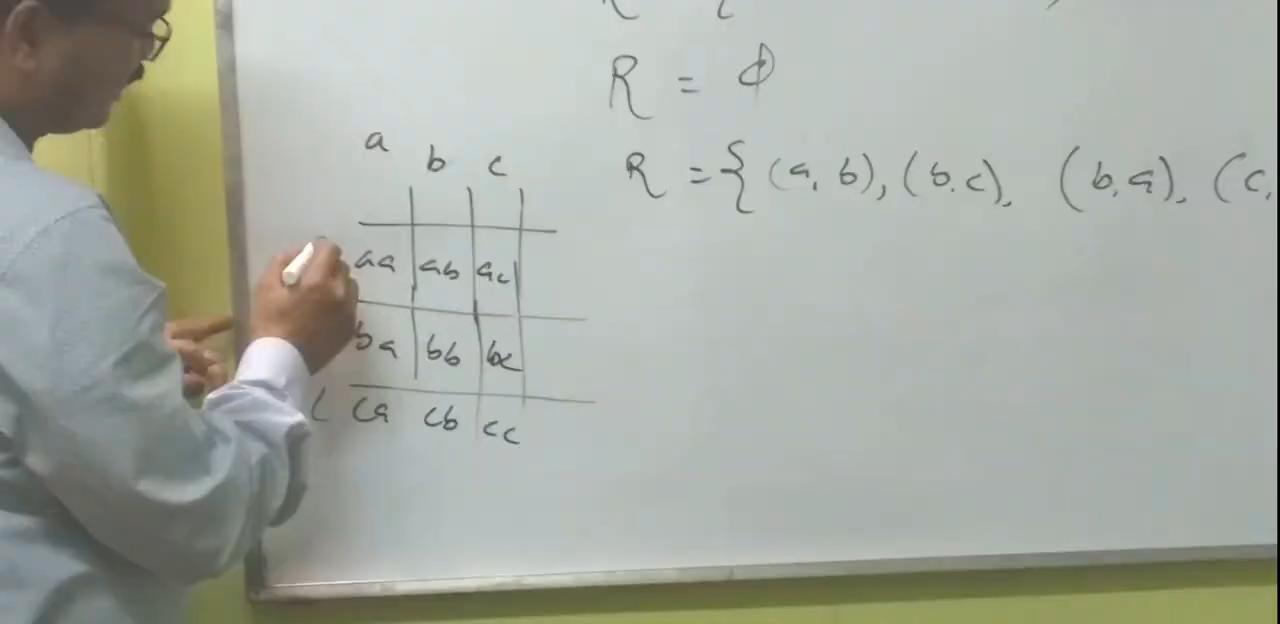 R = ϕ
R = { (a, b), (b, c), (b, a), (c,
a b c
aa ab ac
ba bb bc
c ca cb cc